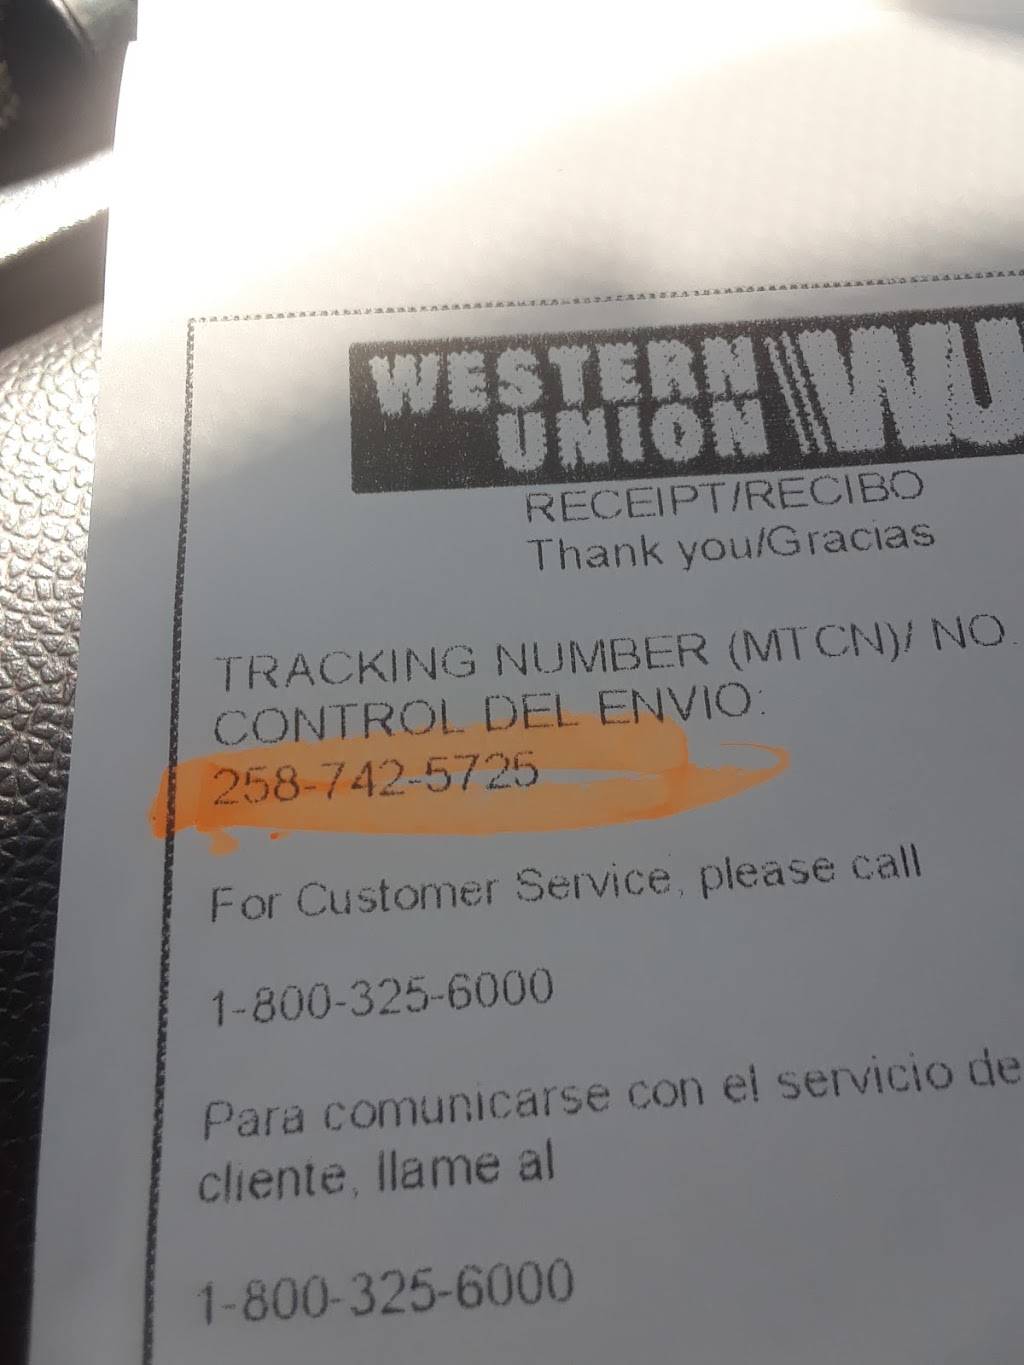 WESTERN
UNION
WU
RECEIPT/RECIBO
Thank you/Gracias
TRACKING NUMBER (MTCN)/ NO.
CONTROL DEL ENVIO:
258-742-5725
For Customer Service, please call
1-800-325-6000
Para comunicarse con el servicio de
cliente, llame al
1-800-325-6000